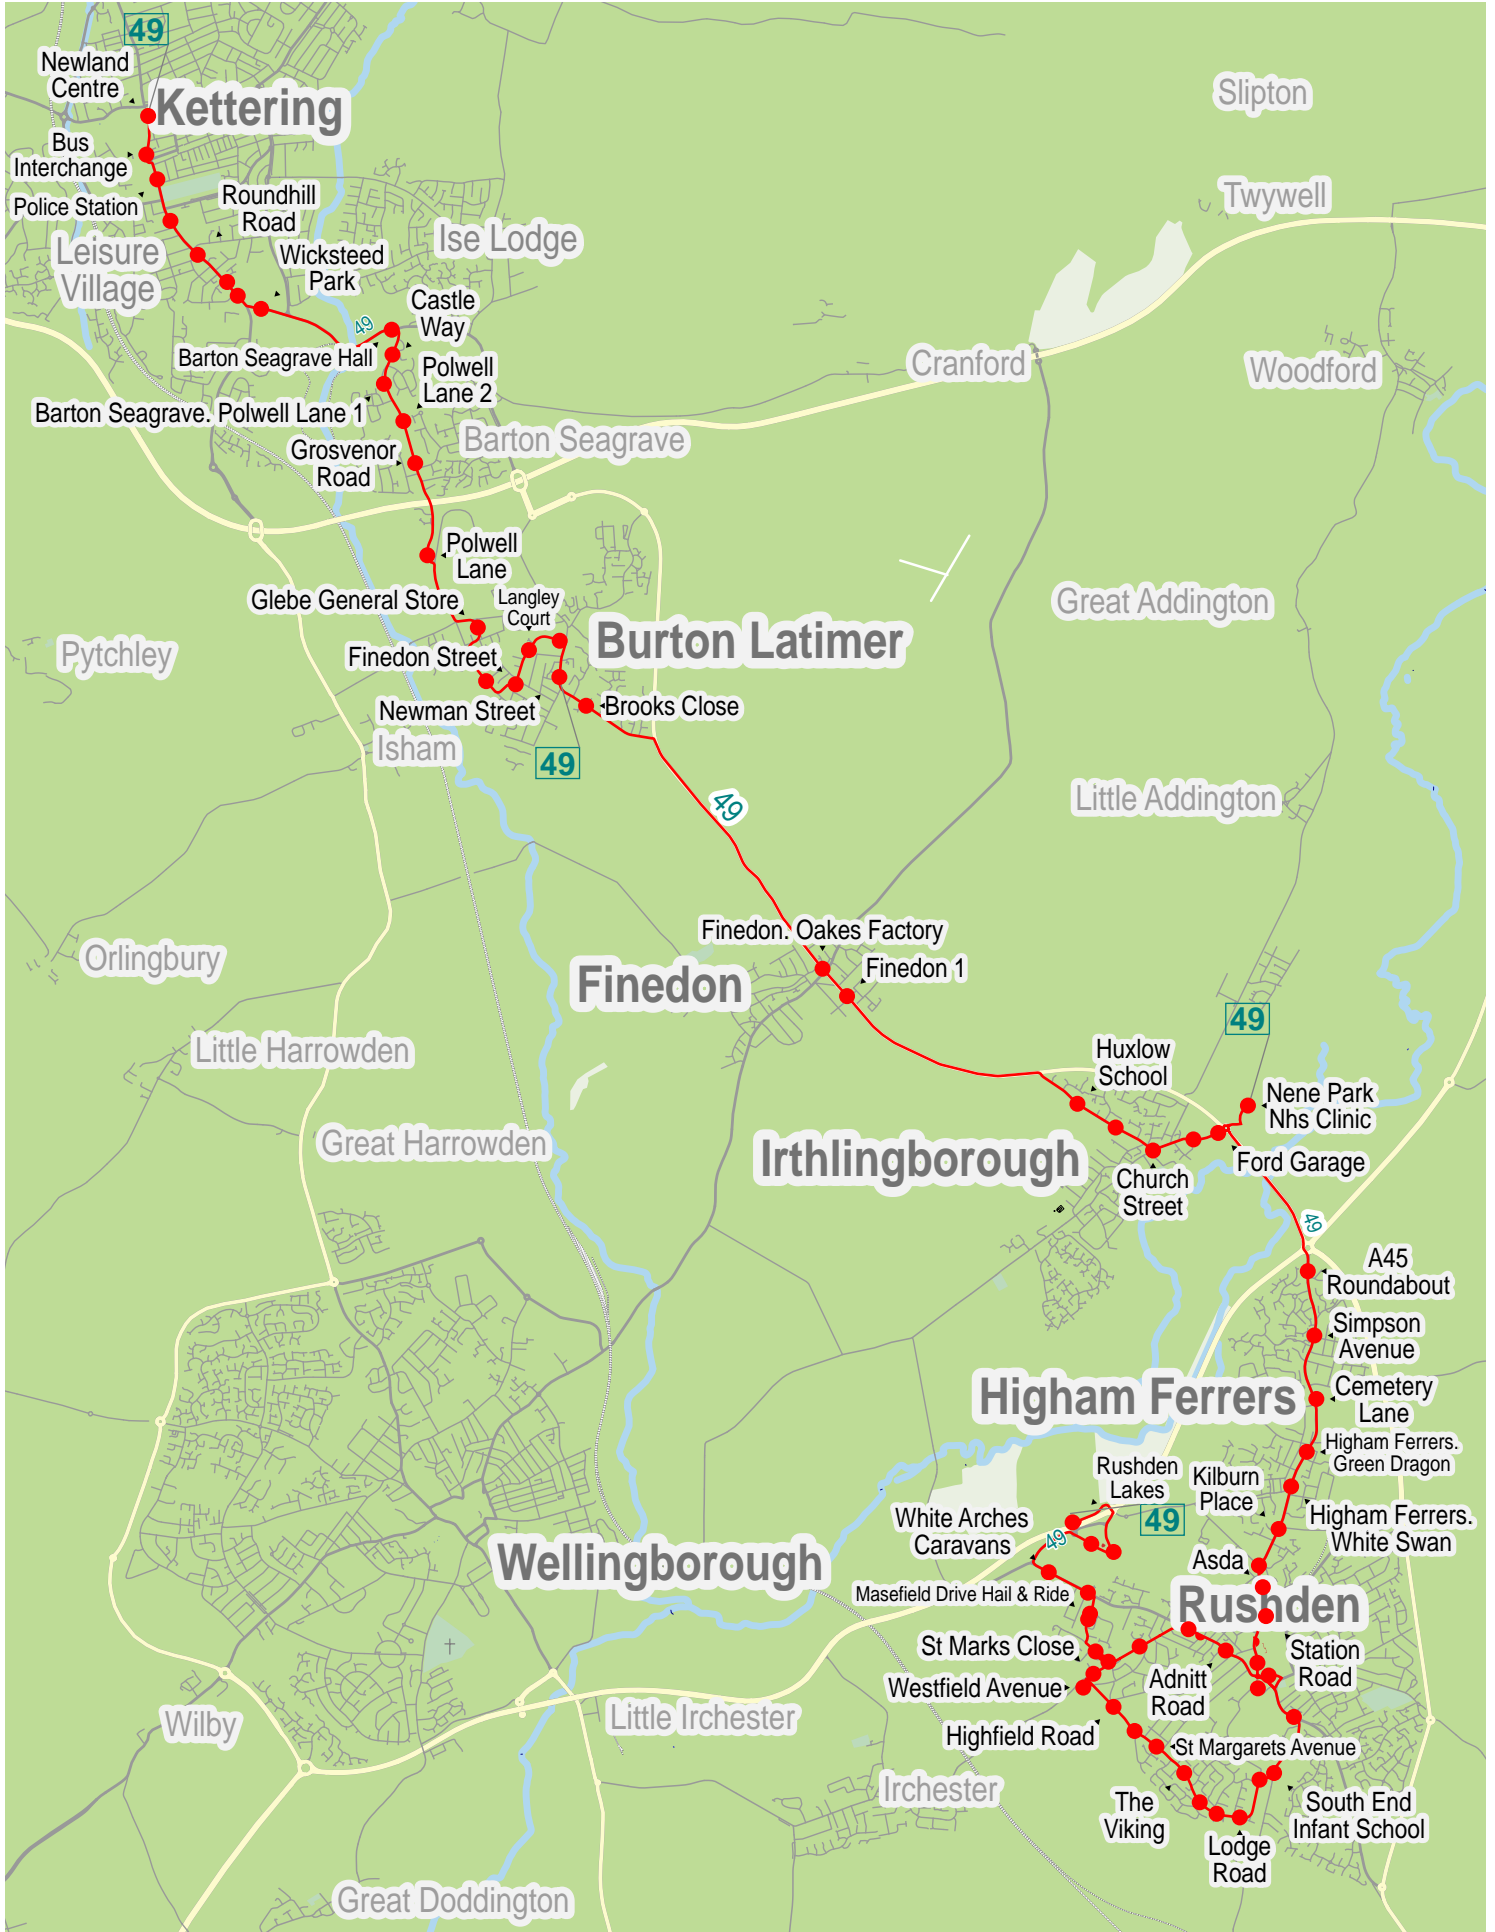 49
Newland
Centre
Kettering
Slipton
Bus
Interchange
Police Station
Roundhill
Road
Twywell
Leisure
Village
Ise Lodge
Wicksteed
Park
Castle
Way
49
Barton Seagrave Hall
Polwell
Lane 2
Cranford
Woodford
Barton Seagrave. Polwell Lane 1
Barton Seagrave
Grosvenor
Road
Polwell
Lane
Glebe General Store
Langley
Court
Great Addington
Burton Latimer
Pytchley
Finedon Street
Newman Street
Brooks Close
Isham
49
49
Little Addington
Finedon. Oakes Factory
Orlingbury
Finedon 1
Finedon
49
Little Harrowden
Huxlow
School
Nene Park
Nhs Clinic
Great Harrowden
Irthlingborough
Ford Garage
Church
Street
49
A45
Roundabout
Simpson
Avenue
Higham Ferrers
Cemetery
Lane
Higham Ferrers.
Green Dragon
Rushden
Lakes
Kilburn
Place
White Arches
Caravans
49
49
Higham Ferrers.
White Swan
Wellingborough
Asda
Masefield Drive Hail & Ride
Rushden
St Marks Close
Station
Road
Adnitt
Road
Westfield Avenue
Little Irchester
Wilby
Highfield Road
St Margarets Avenue
Irchester
The
Viking
South End
Infant School
Lodge
Road
Great Doddington